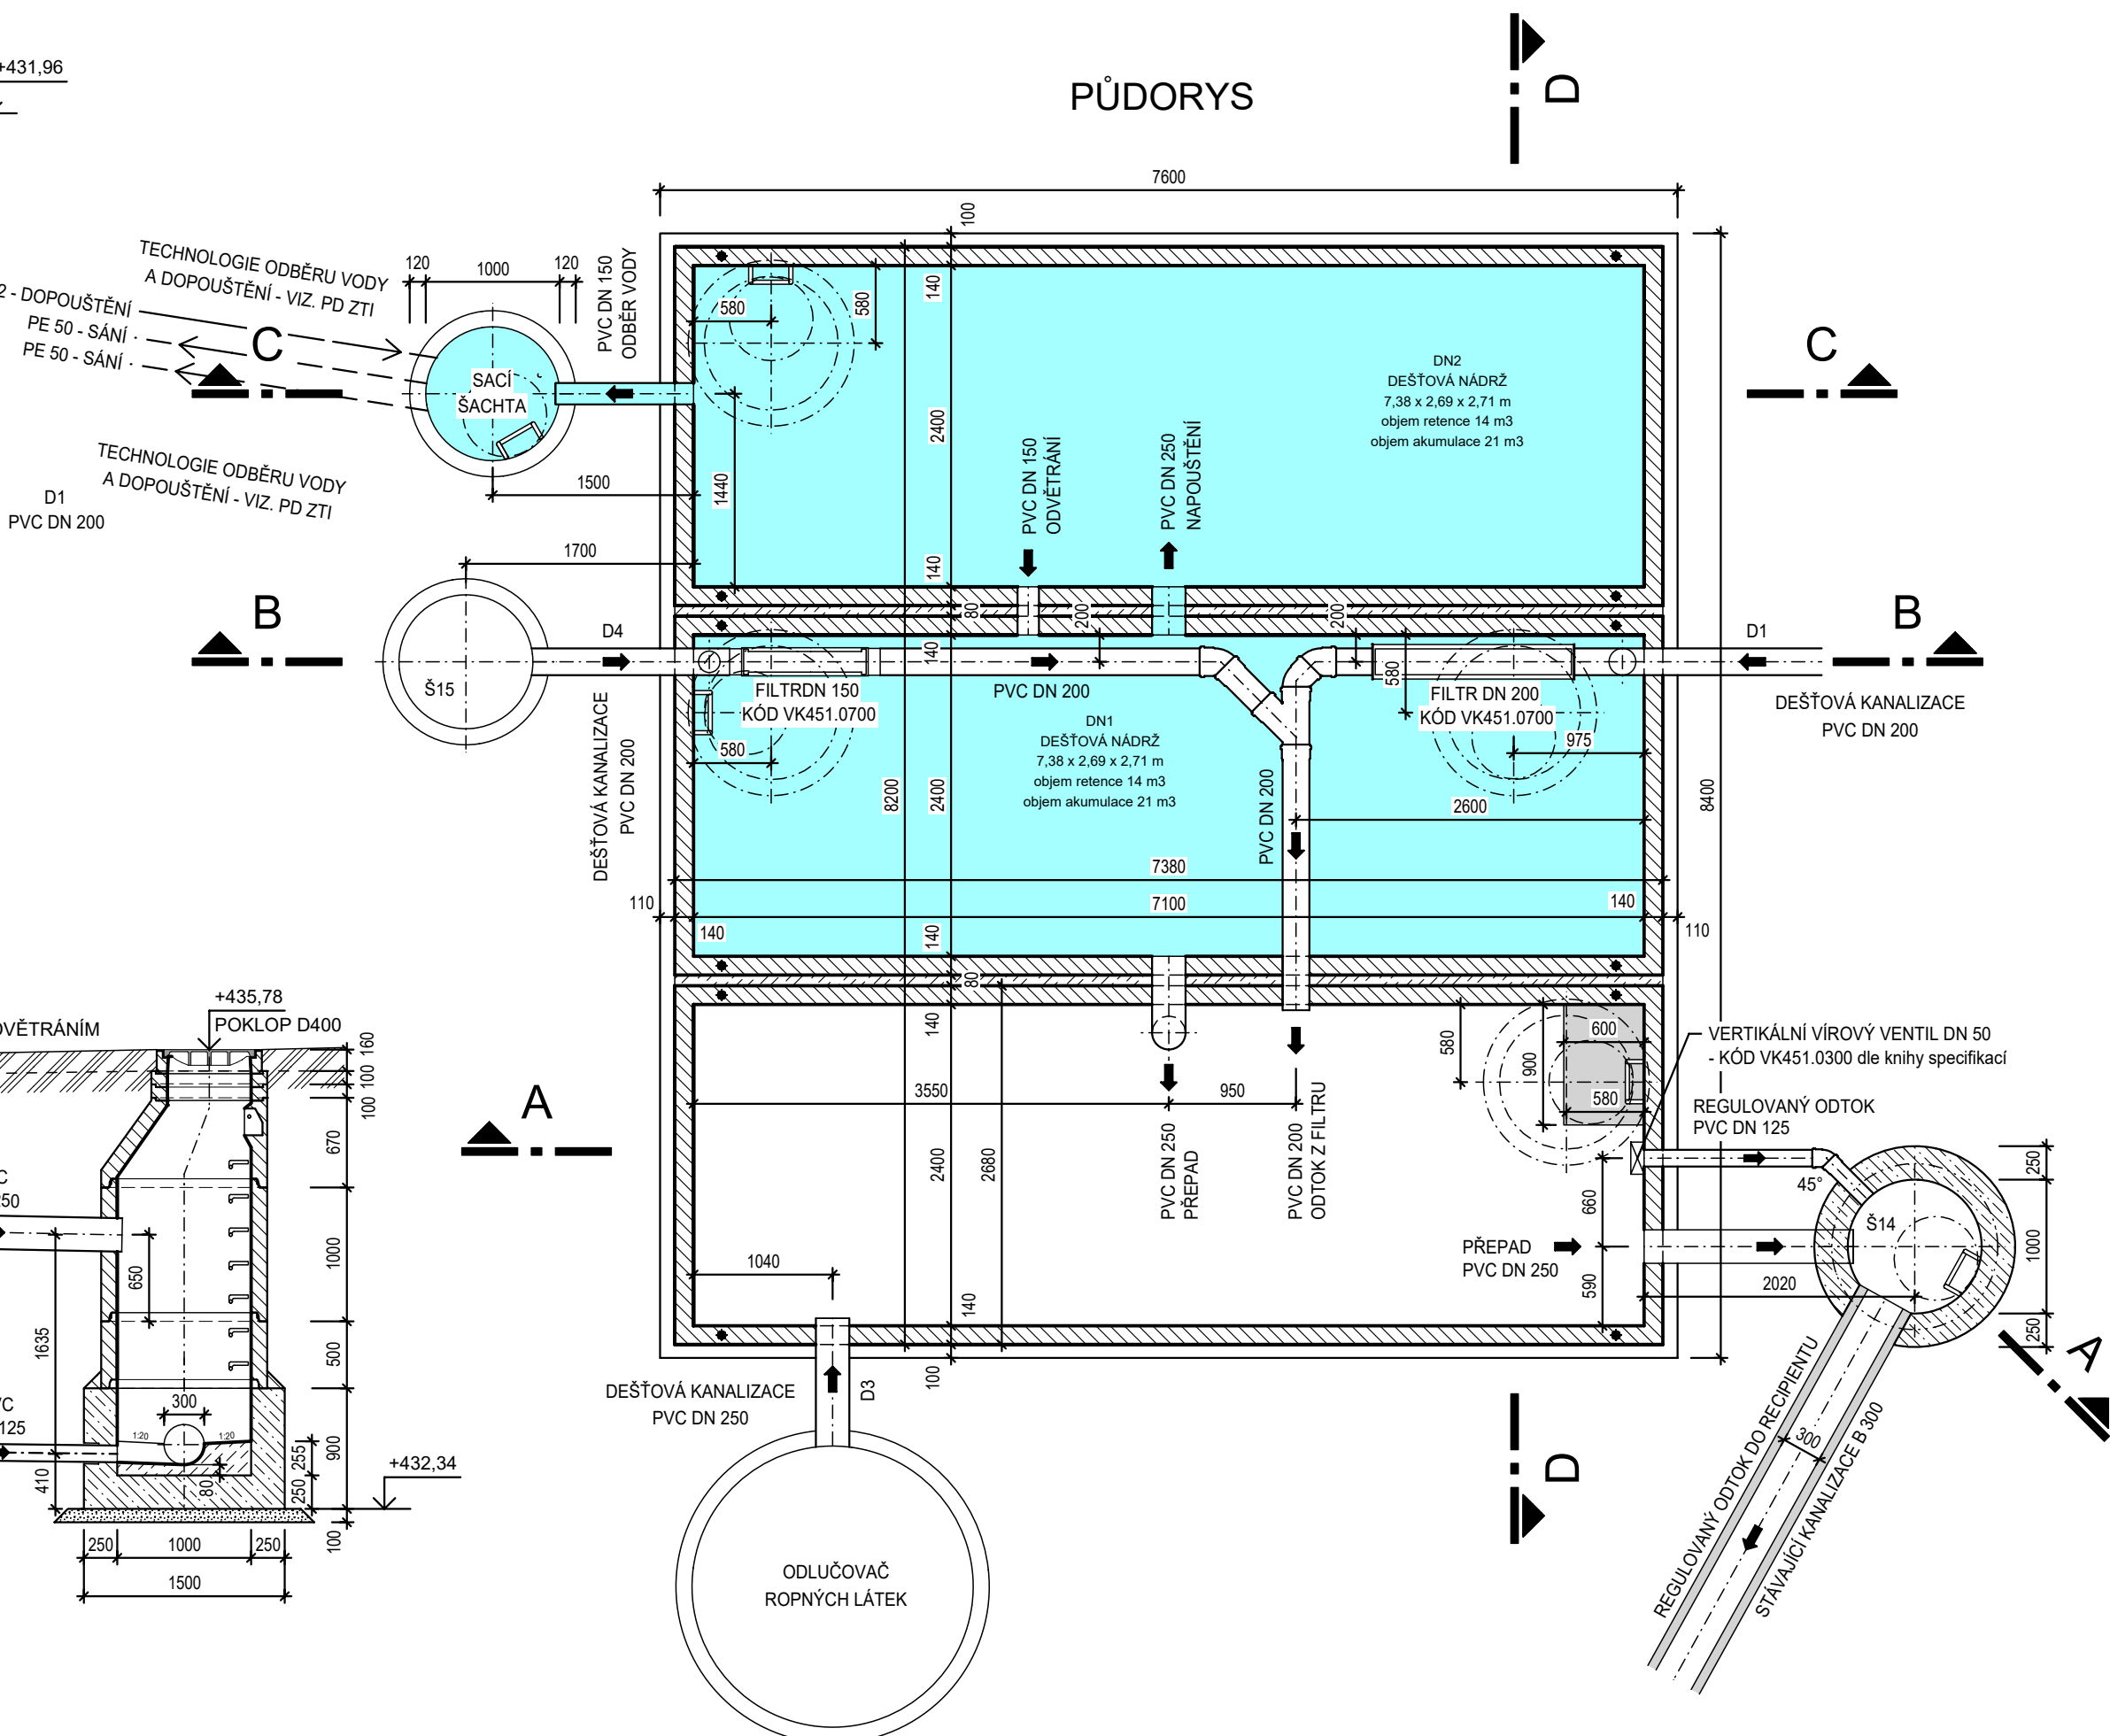 PŮDORYS
+431,96
D
7600
100
TECHNOLOGIE ODBĚRU VODY
A DOPOUŠTĚNÍ - VIZ. PD ZTI
2 - DOPOUŠTĚNÍ
PE 50 - SÁNÍ
PE 50 - SÁNÍ
120
1000
120
PVC DN 150
ODBĚR VODY
C
SACÍ
ŠACHTA
580
580
140
2400
1440
1500
DN2
DEŠŤOVÁ NÁDRŽ
7,38 x 2,69 x 2,71 m
objem retence 14 m3
objem akumulace 21 m3
C
TECHNOLOGIE ODBĚRU VODY
A DOPOUŠTĚNÍ - VIZ. PD ZTI
D1
PVC DN 200
PVC DN 150
ODVĚTRÁNÍ
PVC DN 250
NAPOUŠTĚNÍ
1700
140
80
200
200
B
D4
Š15
140
FILTRDN 150
KÓD VK451.0700
PVC DN 200
580
FILTR DN 200
KÓD VK451.0700
D1
B
DEŠŤOVÁ KANALIZACE
PVC DN 200
975
580
DEŠŤOVÁ KANALIZACE
PVC DN 200
DN1
DEŠŤOVÁ NÁDRŽ
7,38 x 2,69 x 2,71 m
objem retence 14 m3
objem akumulace 21 m3
8200
2400
PVC DN 200
2600
8400
7380
110
7100
140
140
140
110
80
140
580
900
600
580
VERTIKÁLNÍ VÍROVÝ VENTIL DN 50
- KÓD VK451.0300 dle knihy specifikací
REGULOVANÝ ODTOK
PVC DN 125
3550
950
A
2400
2680
PVC DN 250
PŘEPAD
PVC DN 200
ODTOK Z FILTRU
660
590
45°
Š14
250
1000
250
PŘEPAD
PVC DN 250
2020
1040
140
100
DEŠŤOVÁ KANALIZACE
PVC DN 250
D3
ODLUČOVAČ
ROPNÝCH LÁTEK
D
A
REGULOVANÝ ODTOK DO RECIPIENTU
300
STÁVAJÍCÍ KANALIZACE B 300
+435,78
POKLOP D400
OVĚTRÁNÍM
160
100
100
670
1000
500
900
100
C
250
650
1635
410
VC
125
300
1:20
1:20
80
255
250
+432,34
250
1000
250
1500